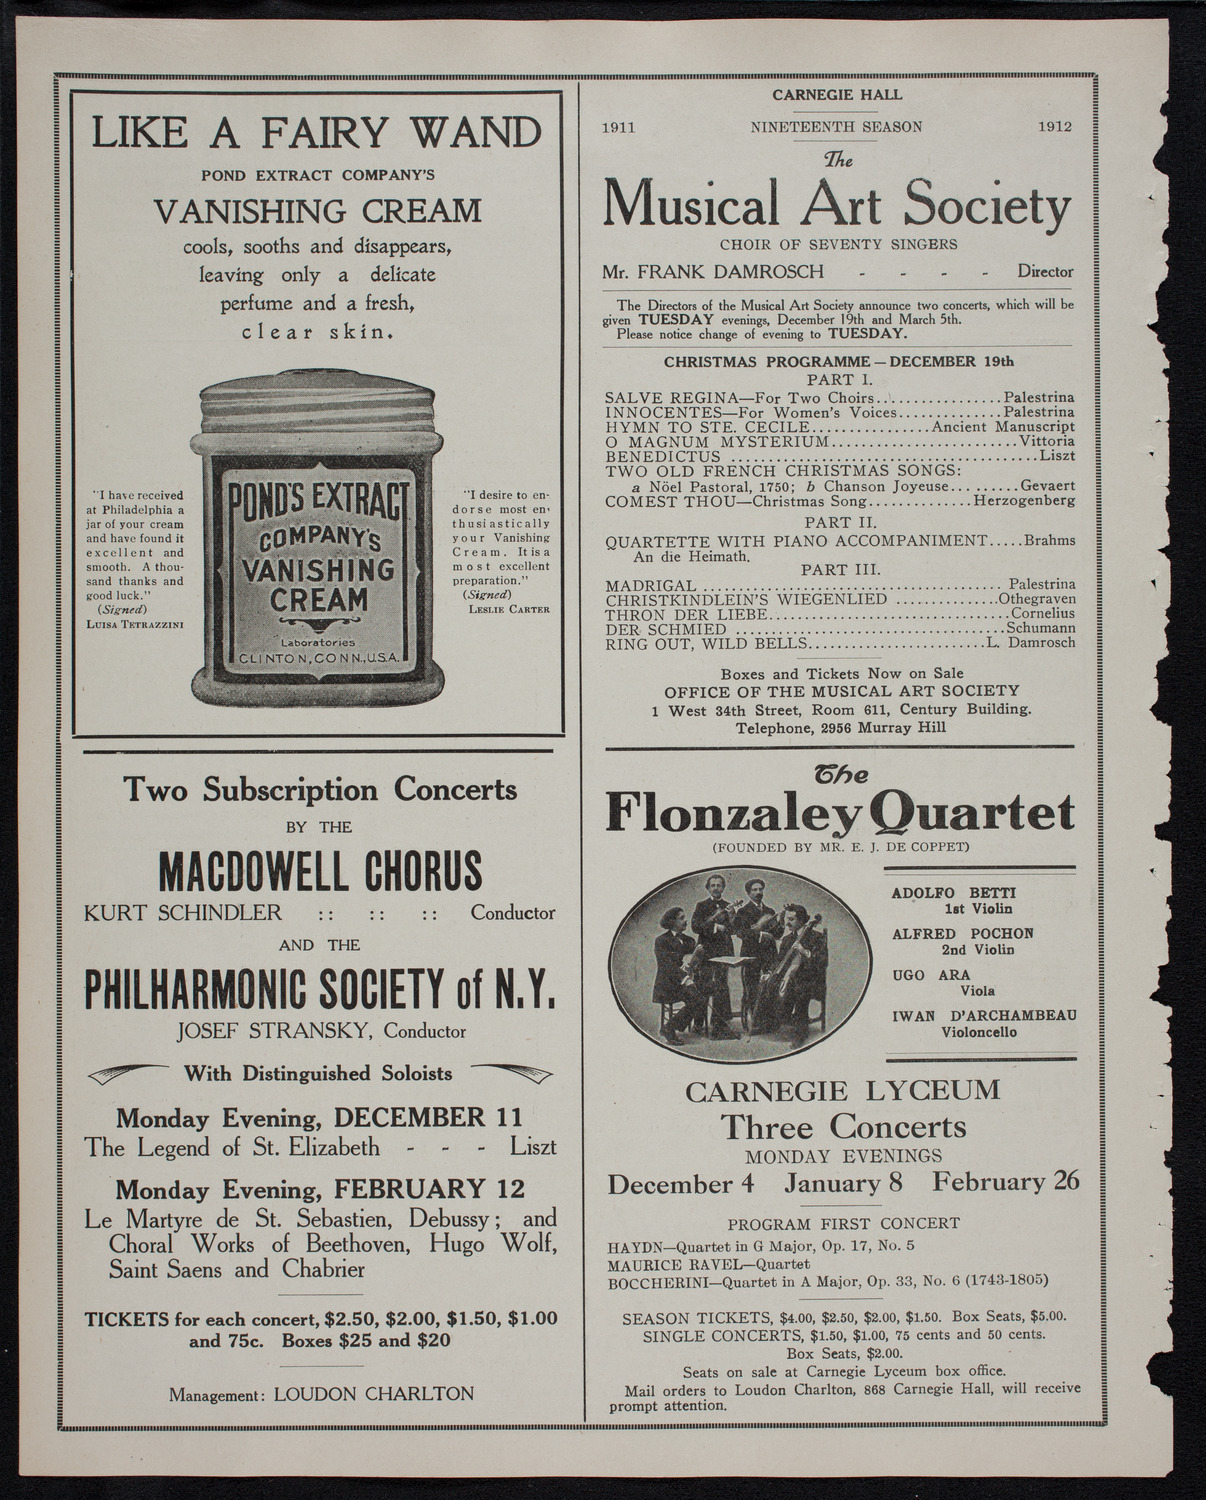 LIKE A FAIRY WAND
POND EXTRACT COMPANY'S
VANISHING CREAM
cools, sooths and disappears,
leaving only a delicate
perfume and a fresh,
clear skin.
"I have received
at Philadelphia a
jar of your cream
and have found it
excellent and
smooth. A thou-
sand thanks and
good luck."
(Signed)
LUISA TETRAZZINI
POND'S EXTRACT
COMPANY'S
VANISHING
CREAM
Laboratories
CLINTON, CONN., U.S.A.
"I desire to en-
dorse most en-
thusiastically
your Vanishing
Cream. It is a
most excellent
preparation."
(Signed)
LESLIE CARTER
Two Subscription Concerts
BY THE
MACDOWELL CHORUS
KURT SCHINDLER :: :: :: Conductor
AND THE
PHILHARMONIC SOCIETY of N.Y.
JOSEF STRANSKY, Conductor
With Distinguished Soloists
Monday Evening, DECEMBER 11
The Legend of St. Elizabeth - - - Liszt
Monday Evening, FEBRUARY 12
Le Martyre de St. Sebastien, Debussy; and
Choral Works of Beethoven, Hugo Wolf,
Saint Saens and Chabrier
TICKETS for each concert, $2.50, $2.00, $1.50, $1.00
and 75c. Boxes $25 and $20
Management: LOUDON CHARLTON
CARNEGIE HALL
1911 NINETEENTH SEASON 1912
The
Musical Art Society
CHOIR OF SEVENTY SINGERS
Mr. FRANK DAMROSCH - - - - Director
The Directors of the Musical Art Society announce two concerts, which will be
given TUESDAY evenings, December 19th and March 5th.
Please notice change of evening to TUESDAY.
CHRISTMAS PROGRAMME — DECEMBER 19th
PART I.
SALVE REGINA—For Two Choirs................Palestrina
INNOCENTES—For Women's Voices..............Palestrina
HYMN TO STE. CECILE................Ancient Manuscript
O MAGNUM MYSTERIUM.........................Vittoria
BENEDICTUS .....................................Liszt
TWO OLD FRENCH CHRISTMAS SONGS:
a Nöel Pastoral, 1750; b Chanson Joyeuse.........Gevaert
COMEST THOU—Christmas Song............Herzogenberg
PART II.
QUARTETTE WITH PIANO ACCOMPANIMENT.....Brahms
An die Heimath.
PART III.
MADRIGAL .................................... Palestrina
CHRISTKINDLEIN'S WIEGENLIED ...............Othegraven
THRON DER LIEBE................................Cornelius
DER SCHMIED ................................Schumann
RING OUT, WILD BELLS.....................L. Damrosch
Boxes and Tickets Now on Sale
OFFICE OF THE MUSICAL ART SOCIETY
1 West 34th Street, Room 611, Century Building.
Telephone, 2956 Murray Hill
The
Flonzaley Quartet
(FOUNDED BY MR. E. J. DE COPPET)
ADOLFO BETTI
1st Violin
ALFRED POCHON
2nd Violin
UGO ARA
Viola
IWAN D'ARCHAMBEAU
Violoncello
CARNEGIE LYCEUM
Three Concerts
MONDAY EVENINGS
December 4 January 8 February 26
PROGRAM FIRST CONCERT
HAYDN—Quartet in G Major, Op. 17, No. 5
MAURICE RAVEL—Quartet
BOCCHERINI—Quartet in A Major, Op. 33, No. 6 (1743-1805)
SEASON TICKETS, $4.00, $2.50, $2.00, $1.50. Box Seats, $5.00.
SINGLE CONCERTS, $1.50, $1.00, 75 cents and 50 cents.
Box Seats, $2.00.
Seats on sale at Carnegie Lyceum box office.
Mail orders to Loudon Charlton, 868 Carnegie Hall, will receive
prompt attention.